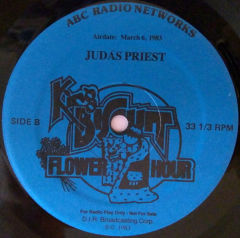 ABC RADIO NETWORKS
Airdate: March 6, 1983
JUDAS PRIEST
King Biscuit
SIDE B
33 1/3 RPM
FLOWER HOUR
For Radio Play Only - Not For Sale
D.I.R. Broadcasting Corp.